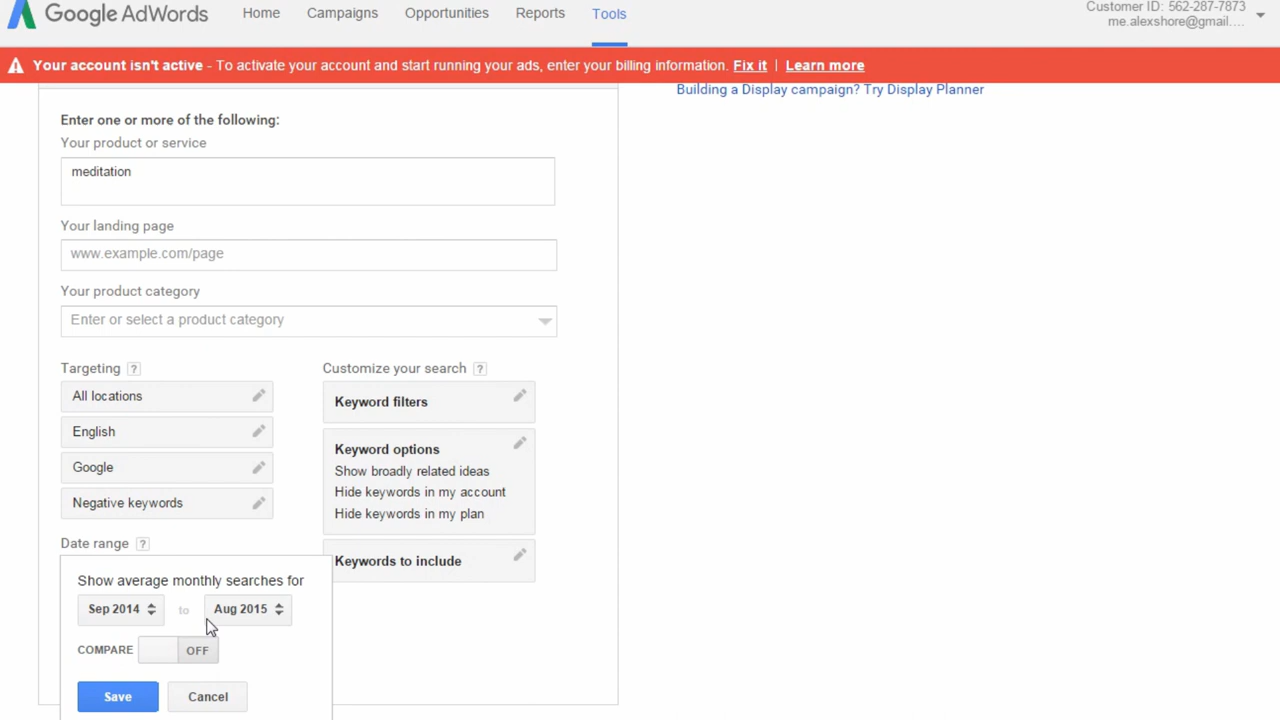 Google AdWords
Home
Campaigns
Opportunities
Reports
Tools
Customer ID: 562-287-7873
me.alexshore@gmail....
Your account isn't active - To activate your account and start running your ads, enter your billing information. Fix it | Learn more
Building a Display campaign? Try Display Planner
Enter one or more of the following:
Your product or service
meditation
Your landing page
www.example.com/page
Your product category
Enter or select a product category
Targeting ?
All locations
English
Google
Negative keywords
Customize your search ?
Keyword filters
Keyword options
Show broadly related ideas
Hide keywords in my account
Hide keywords in my plan
Keywords to include
Date range ?
Show average monthly searches for
Sep 2014 to Aug 2015
COMPARE OFF
Save
Cancel